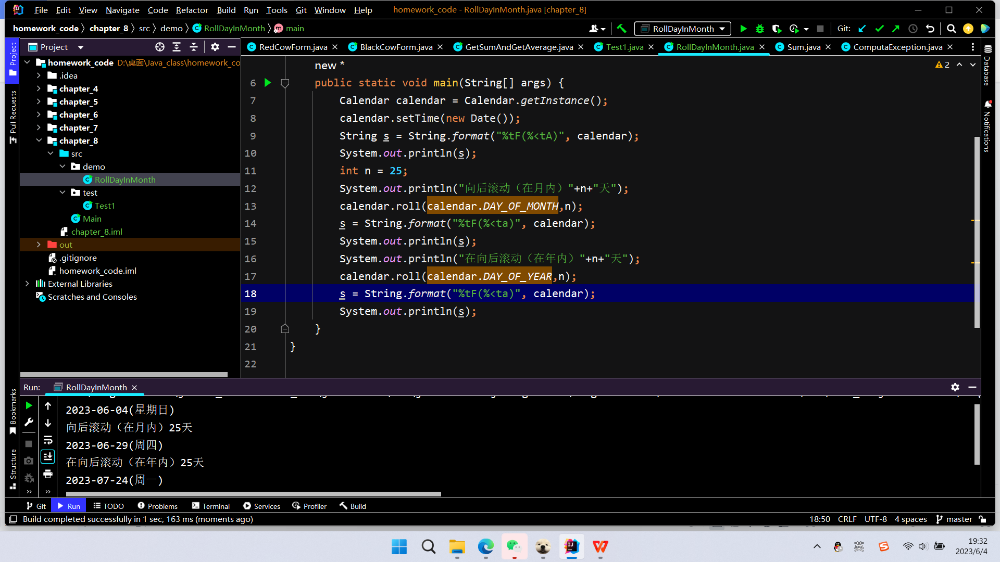 File Edit View Navigate Code Refactor Build Run Tools Git Window Help
homework_code - RollDayInMonth.java [chapter_8]
homework_code chapter_8 src demo RollDayInMonth main
RollDayInMonth
Git:
Project
RedCowForm.java
BlackCowForm.java
GetSumAndGetAverage.java
Test1.java
RollDayInMonth.java
Sum.java
ComputaException.java
Project
Pull Requests
Bookmarks
Structure
Database
Notifications
homework_code D:\桌面\Java_class\homework_co
.idea
chapter_4
chapter_5
chapter_6
chapter_7
chapter_8
src
demo
RollDayInMonth
test
Test1
Main
chapter_8.iml
out
.gitignore
homework_code.iml
External Libraries
Scratches and Consoles
new *
2
6 public static void main(String[] args) {
7 Calendar calendar = Calendar.getInstance();
8 calendar.setTime(new Date());
9 String s = String.format("%tF(%<tA)", calendar);
10 System.out.println(s);
11 int n = 25;
12 System.out.println("向后滚动（在月内）"+n+"天");
13 calendar.roll(calendar.DAY_OF_MONTH,n);
14 s = String.format("%tF(%<ta)", calendar);
15 System.out.println(s);
16 System.out.println("在向后滚动（在年内）"+n+"天");
17 calendar.roll(calendar.DAY_OF_YEAR,n);
18 s = String.format("%tF(%<ta)", calendar);
19 System.out.println(s);
20 }
21 }
22
Run: RollDayInMonth
2023-06-04(星期日)
向后滚动（在月内）25天
2023-06-29(周四)
在向后滚动（在年内）25天
2023-07-24(周一)
Git Run TODO Problems Terminal Services Profiler Build
Build completed successfully in 1 sec, 163 ms (moments ago)
18:50 CRLF UTF-8 4 spaces master
英
19:32
2023/6/4